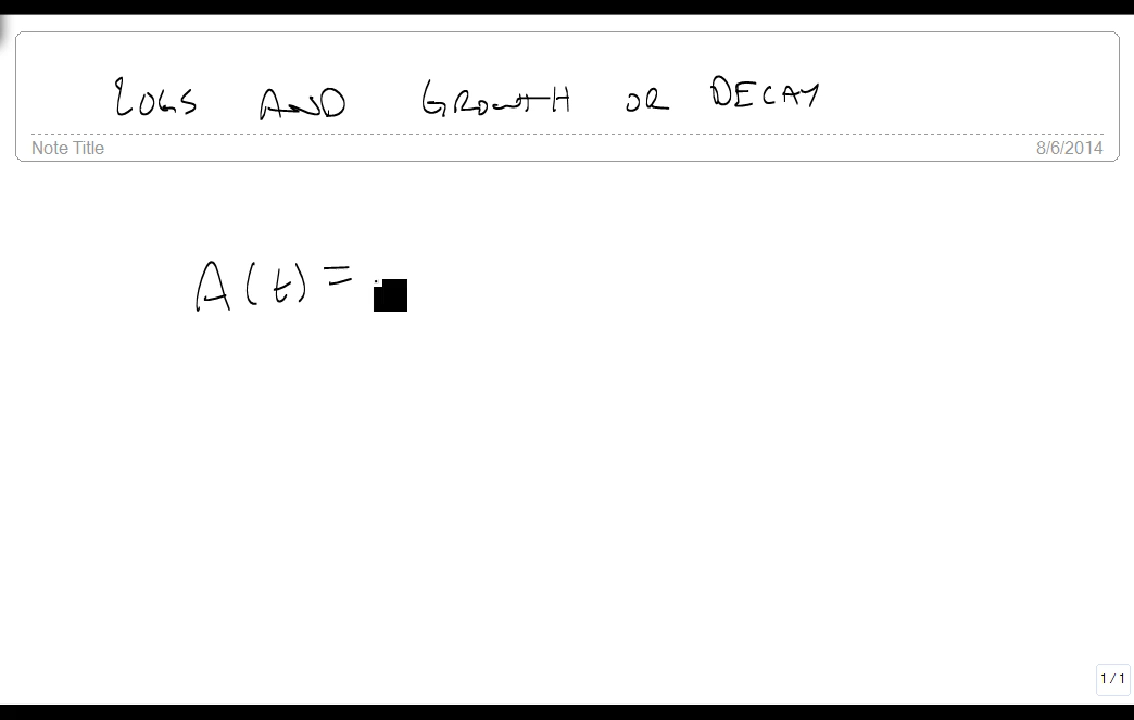 LOGS AND GROWTH OR DECAY
Note Title
8/6/2014
A(t) =
1/1